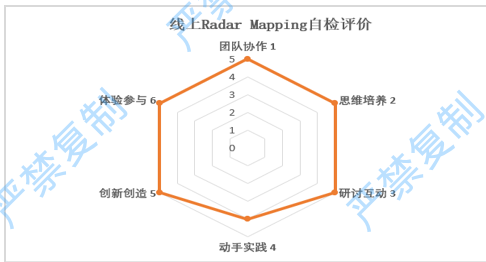 线上Radar Mapping自检评价
团队协作 1
体验参与 6
思维培养 2
5
4
3
2
1
0
创新创造 5
研讨互动 3
动手实践 4
严禁复制
严禁复制
严禁复制